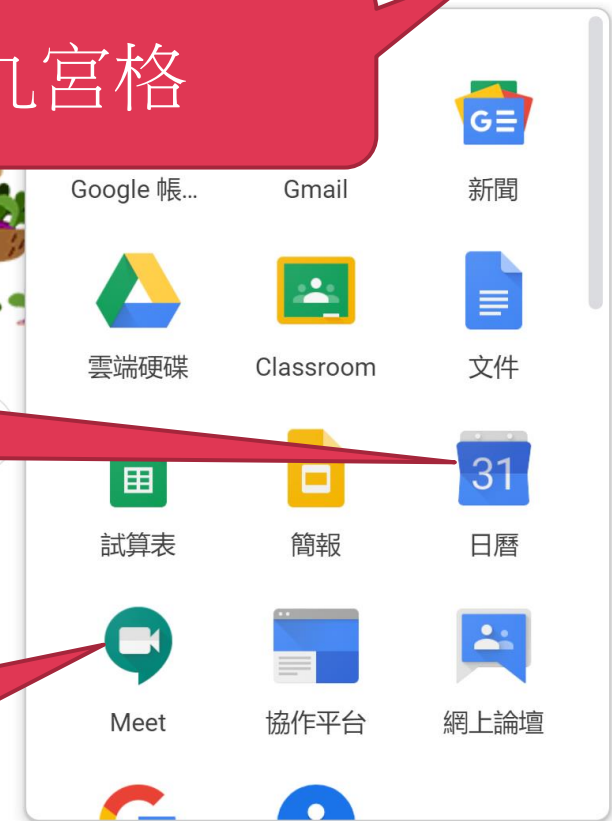 九宮格
Google 帳...
Gmail
新聞
雲端硬碟
Classroom
文件
31
試算表
簡報
日曆
Meet
協作平台
網上論壇